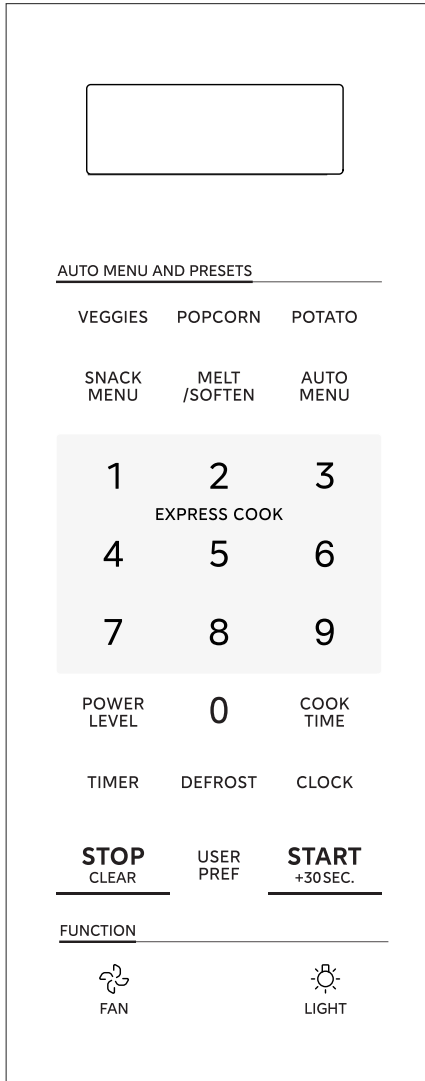 AUTO MENU AND PRESETS
VEGGIES POPCORN POTATO
SNACK MENU MELT /SOFTEN AUTO MENU
1 2 3
EXPRESS COOK
4 5 6
7 8 9
POWER LEVEL 0 COOK TIME
TIMER DEFROST CLOCK
STOP CLEAR USER PREF START +30SEC.
FUNCTION
FAN LIGHT